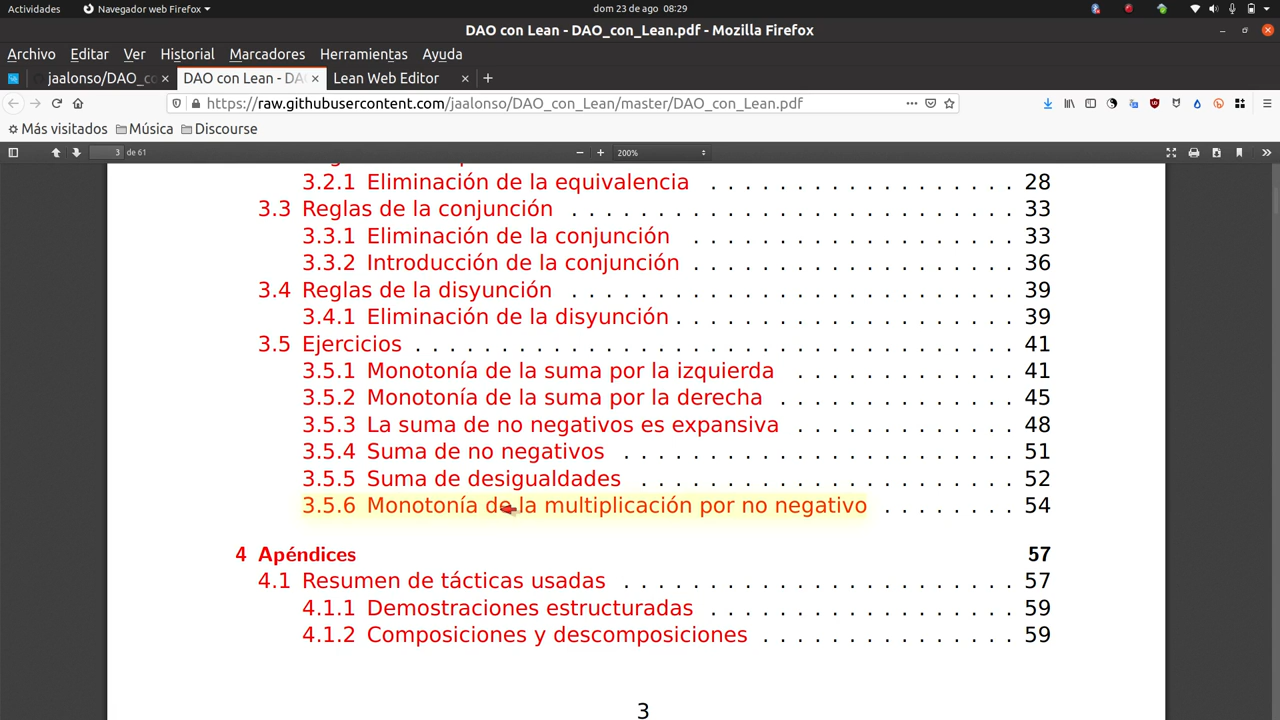 Actividades Navegador web Firefox dom 23 de ago 08:29
DAO con Lean - DAO_con_Lean.pdf - Mozilla Firefox
Archivo Editar Ver Historial Marcadores Herramientas Ayuda
jaalonso/DAO_co × DAO con Lean - DA × Lean Web Editor × +
https://raw.githubusercontent.com/jaalonso/DAO_con_Lean/master/DAO_con_Lean.pdf
Más visitados Música Discourse
3 de 61 200%
3.2.1 Eliminación de la equivalencia . . . . . . . . . . . . . . . . . . 28
3.3 Reglas de la conjunción . . . . . . . . . . . . . . . . . . . . . . . . 33
3.3.1 Eliminación de la conjunción . . . . . . . . . . . . . . . . . . 33
3.3.2 Introducción de la conjunción . . . . . . . . . . . . . . . . . . 36
3.4 Reglas de la disyunción . . . . . . . . . . . . . . . . . . . . . . . . 39
3.4.1 Eliminación de la disyunción . . . . . . . . . . . . . . . . . . . 39
3.5 Ejercicios . . . . . . . . . . . . . . . . . . . . . . . . . . . . . . 41
3.5.1 Monotonía de la suma por la izquierda . . . . . . . . . . . . . . 41
3.5.2 Monotonía de la suma por la derecha . . . . . . . . . . . . . . . 45
3.5.3 La suma de no negativos es expansiva . . . . . . . . . . . . . . 48
3.5.4 Suma de no negativos . . . . . . . . . . . . . . . . . . . . . . 51
3.5.5 Suma de desigualdades . . . . . . . . . . . . . . . . . . . . . 52
3.5.6 Monotonía de la multiplicación por no negativo . . . . . . . . 54
4 Apéndices 57
4.1 Resumen de tácticas usadas . . . . . . . . . . . . . . . . . . . . . . 57
4.1.1 Demostraciones estructuradas . . . . . . . . . . . . . . . . . . 59
4.1.2 Composiciones y descomposiciones . . . . . . . . . . . . . . . . 59
3